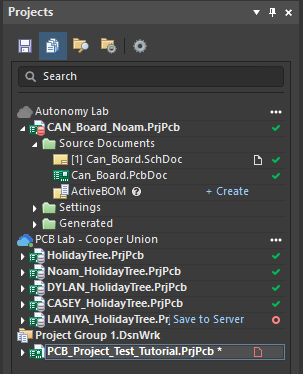 Projects
Search
Autonomy Lab
CAN_Board_Noam.PrjPcb
Source Documents
[1] Can_Board.SchDoc
Can_Board.PcbDoc
ActiveBOM ? + Create
Settings
Generated
PCB Lab - Cooper Union
HolidayTree.PrjPcb
Noam_HolidayTree.PrjPcb
DYLAN_HolidayTree.PrjPcb
CASEY_HolidayTree.PrjPcb
LAMIYA_HolidayTree.Prj Save to Server
Project Group 1.DsnWrk
PCB_Project_Test_Tutorial.PrjPcb *